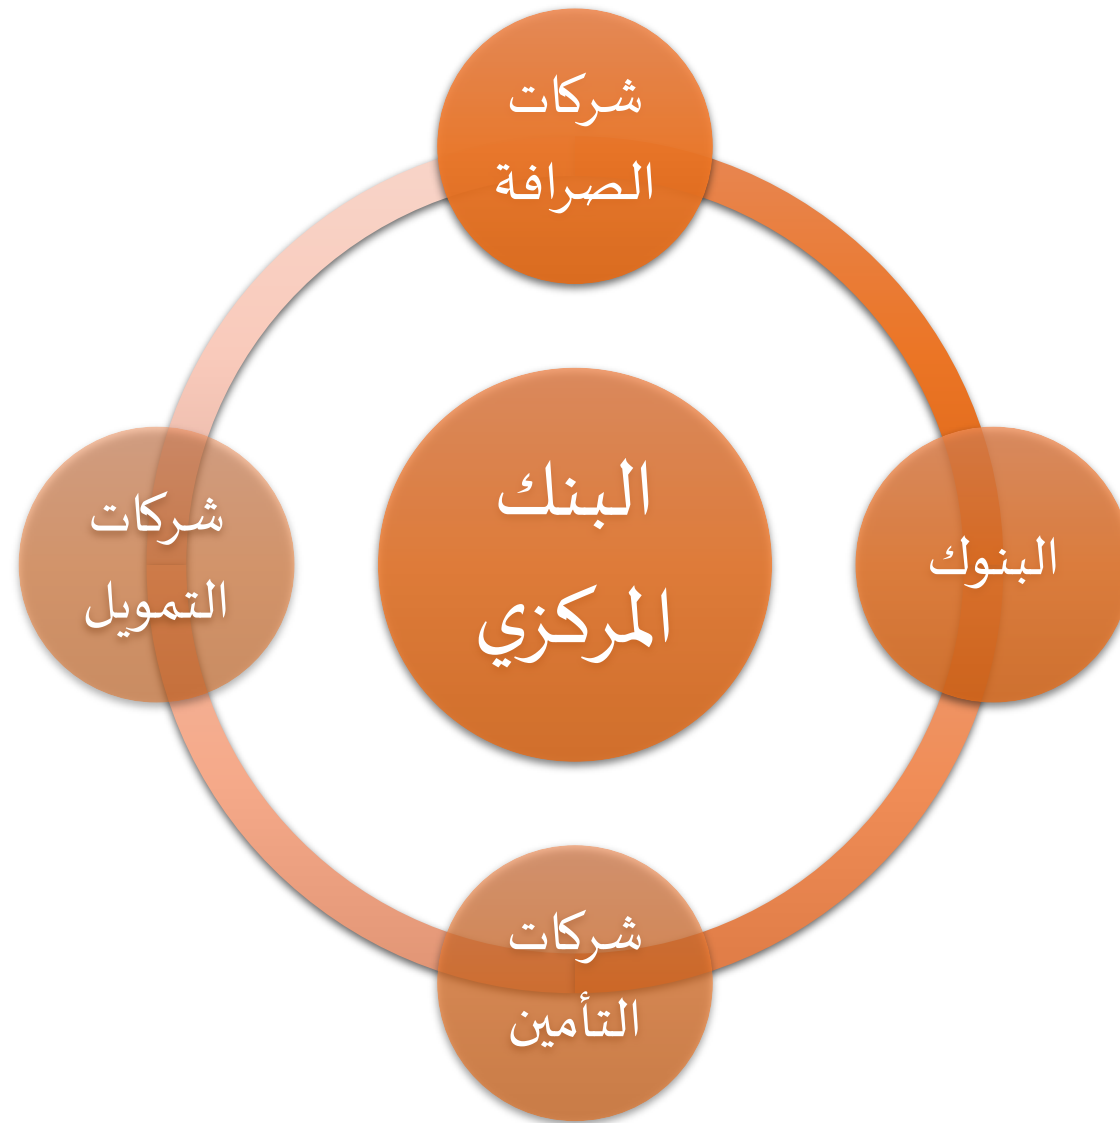 شركات
الصرافة
البنك
المركزي
البنوك
شركات
التأمين
شركات
التمويل